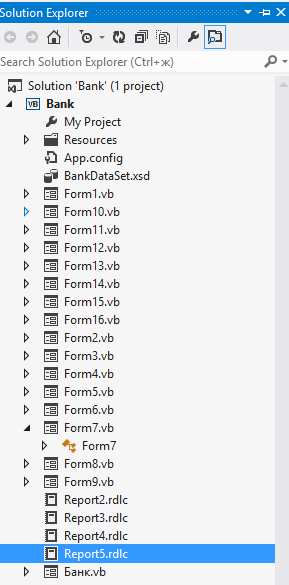 Solution Explorer
Search Solution Explorer (Ctrl+ж)
Solution 'Bank' (1 project)
VB Bank
My Project
Resources
App.config
BankDataSet.xsd
Form1.vb
Form10.vb
Form11.vb
Form12.vb
Form13.vb
Form14.vb
Form15.vb
Form16.vb
Form2.vb
Form3.vb
Form4.vb
Form5.vb
Form6.vb
Form7.vb
Form7
Form8.vb
Form9.vb
Report2.rdlc
Report3.rdlc
Report4.rdlc
Report5.rdlc
Банк.vb